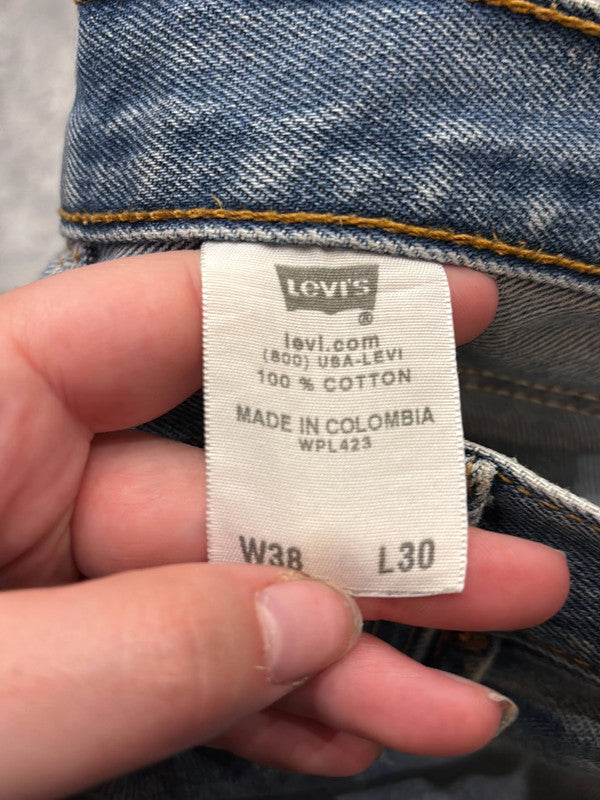 Levi's
®
levi.com
(800) USA-LEVI
100 % COTTON
MADE IN COLOMBIA
WPL423
W38 L30